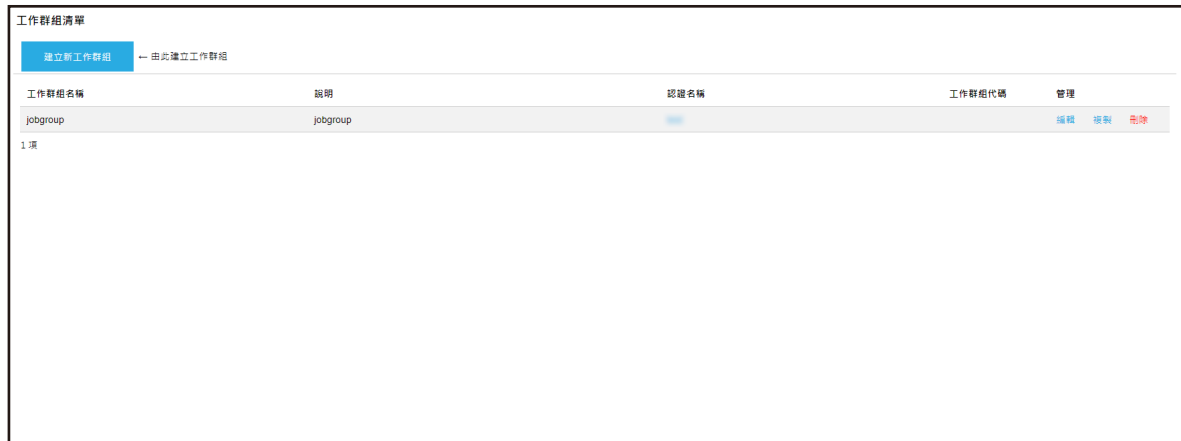 工作群組清單
建立新工作群組 ← 由此建立工作群組
工作群組名稱 說明 認證名稱 工作群組代碼 管理
jobgroup jobgroup 編輯 複製 刪除
1 項